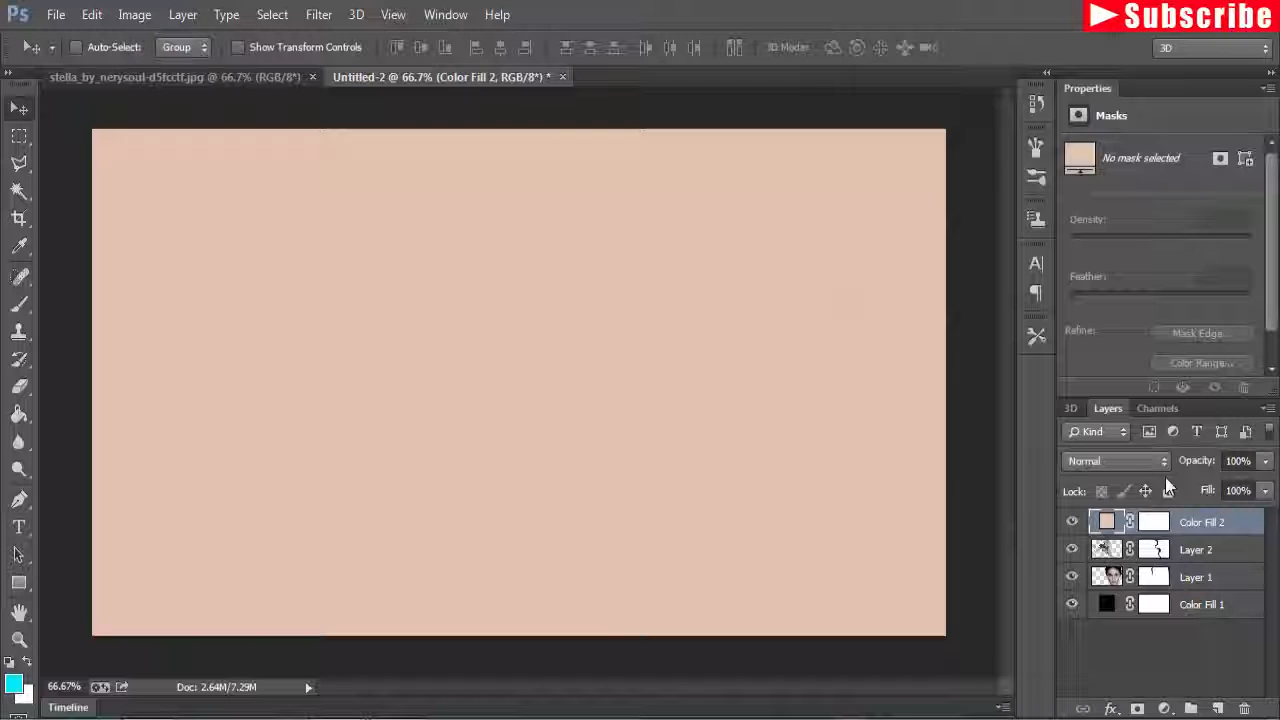 Ps File Edit Image Layer Type Select Filter 3D View Window Help
Subscribe
Auto-Select: Group Show Transform Controls 3D Mode: 3D
stella_by_nerysoul-d5fcctf.jpg @ 66.7% (RGB/8*) × Untitled-2 @ 66.7% (Color Fill 2, RGB/8*) * ×
Properties
Masks
No mask selected
Density:
Feather:
Refine: Mask Edge...
Color Range...
3D Layers Channels
Kind
Normal Opacity: 100%
Lock: Fill: 100%
Color Fill 2
Layer 2
Layer 1
Color Fill 1
66.67% Doc: 2.64M/7.29M
Timeline